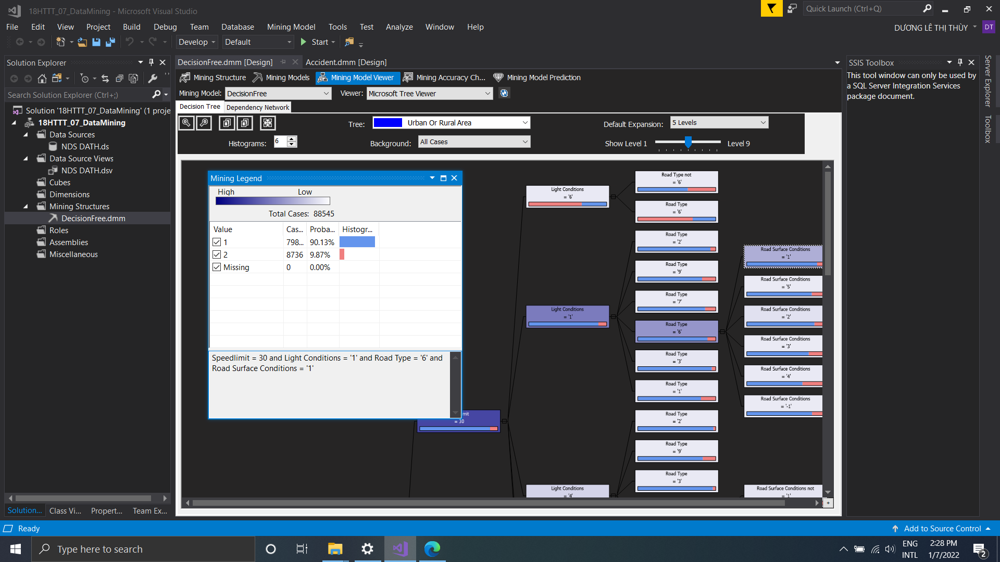 18HTTT_07_DataMining - Microsoft Visual Studio
Quick Launch (Ctrl+Q)
File Edit View Project Build Debug Team Database Mining Model Tools Test Analyze Window Help
DƯƠNG LÊ THỊ THÙY DT
Develop Default Start
Solution Explorer
Search Solution Explorer (Ctrl+;)
Solution '18HTTT_07_DataMining' (1 proje
18HTTT_07_DataMining
Data Sources
NDS DATH.ds
Data Source Views
NDS DATH.dsv
Cubes
Dimensions
Mining Structures
DecisionFree.dmm
Roles
Assemblies
Miscellaneous
Solution... Class Vi... Propert... Team Ex...
DecisionFree.dmm [Design] Accident.dmm [Design]
Mining Structure Mining Models Mining Model Viewer Mining Accuracy Ch... Mining Model Prediction
Mining Model: DecisionFree Viewer: Microsoft Tree Viewer
Decision Tree Dependency Network
Tree: Urban Or Rural Area Default Expansion: 5 Levels
Histograms: 6 Background: All Cases Show Level 1 Level 9
Mining Legend
High Low
Total Cases: 88545
Value Cas... Proba... Histogr...
1 798... 90.13%
2 8736 9.87%
Missing 0 0.00%
Speedlimit = 30 and Light Conditions = '1' and Road Type = '6' and
Road Surface Conditions = '1'
mit
= 30
Light Conditions
= '6'
Light Conditions
= '1'
Light Conditions
= '4'
Road Type not
= '6'
Road Type
= '6'
Road Type
= '2'
Road Type
= '9'
Road Type
= '7'
Road Type
= '6'
Road Type
= '3'
Road Type
= '1'
Road Type
= '2'
Road Type
= '9'
Road Type
= '3'
Road Surface Conditions
= '1'
Road Surface Conditions
= '5'
Road Surface Conditions
= '2'
Road Surface Conditions
= '3'
Road Surface Conditions
= '4'
Road Surface Conditions
= '-1'
Road Surface Conditions not
= '1'
SSIS Toolbox
This tool window can only be used by
a SQL Server Integration Services
package document.
Server Explorer
Toolbox
Ready
Add to Source Control
Type here to search
ENG
INTL
2:28 PM
1/7/2022
2